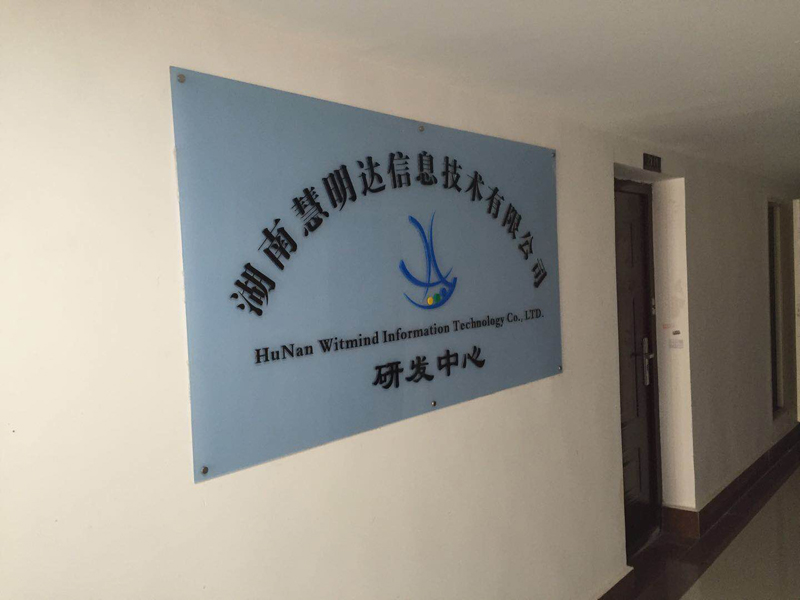 湖南慧明达信息技术有限公司
HuNan Witmind Information Technology Co., LTD.
研发中心